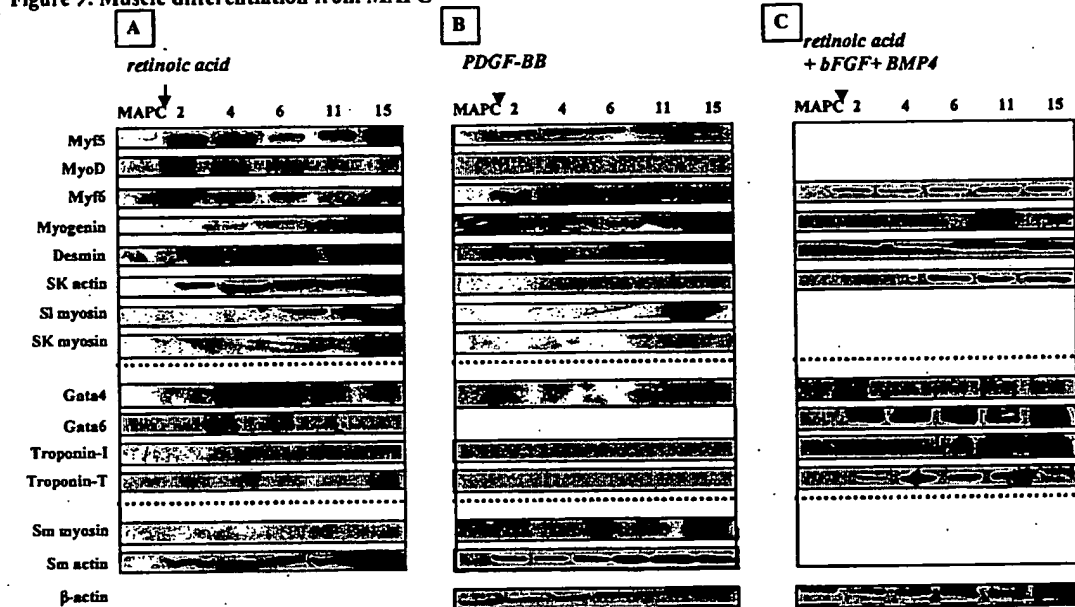 Figure 9. Muscle differentiation from MAPC
A
retinoic acid
MAPC 2 4 6 11 15
B
PDGF-BB
MAPC 2 4 6 11 15
C
retinoic acid
+ bFGF+ BMP4
MAPC 2 4 6 11 15
Myf5
MyoD
Myf6
Myogenin
Desmin
SK actin
Sl myosin
SK myosin
Gata4
Gata6
Troponin-I
Troponin-T
Sm myosin
Sm actin
β-actin